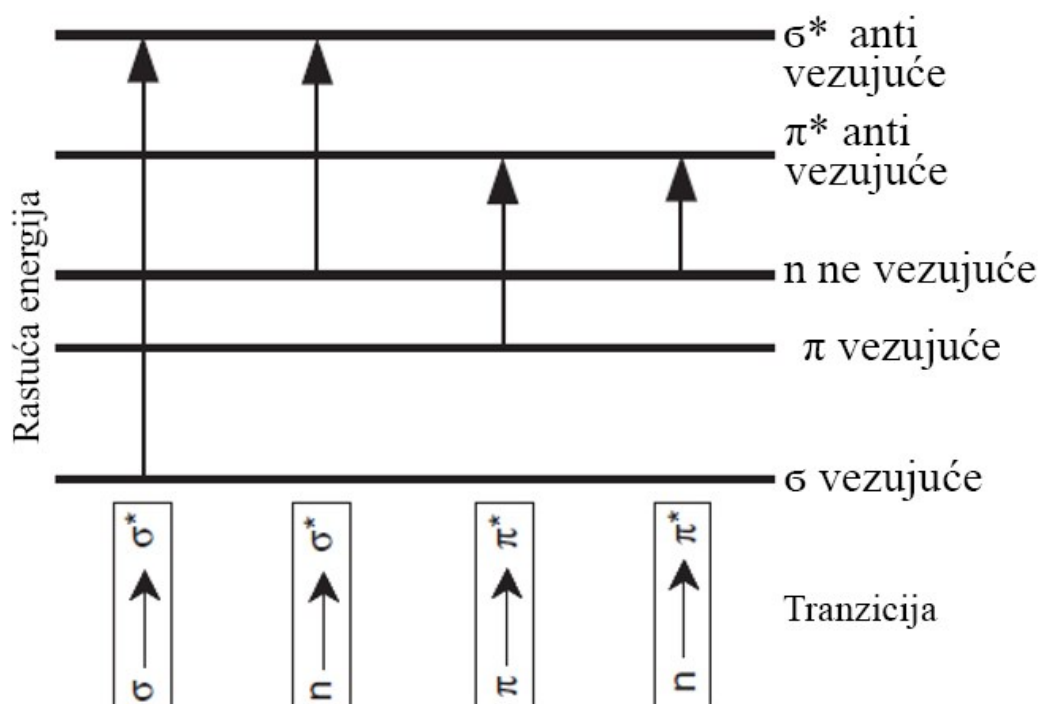 б* anti
vezujuće
π* anti
vezujuće
Rastuća energija
n ne vezujuće
π vezujuće
б vezujuće
σ → σ*
n → σ*
π → π*
n → π*
Tranzicija